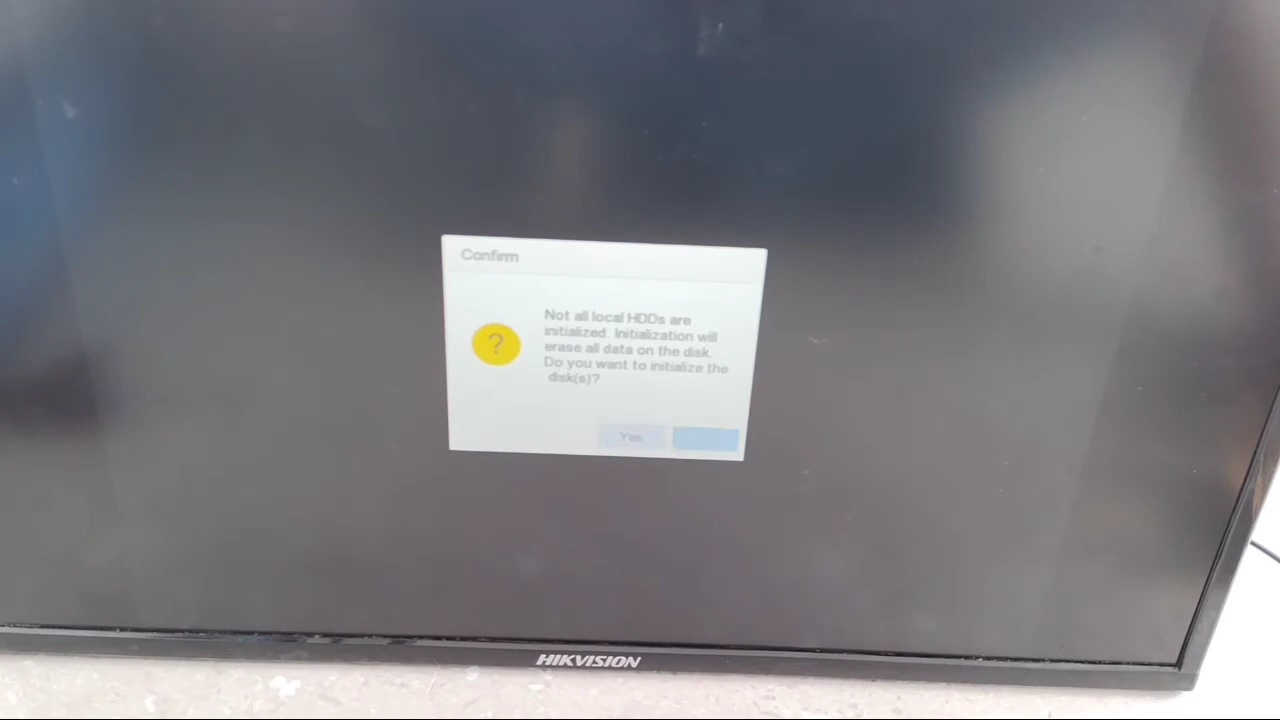 Confirm
?
Not all local HDDs are
initialized. Initialization will
erase all data on the disk.
Do you want to initialize the
disk(s)?
Yes
HIKVISION